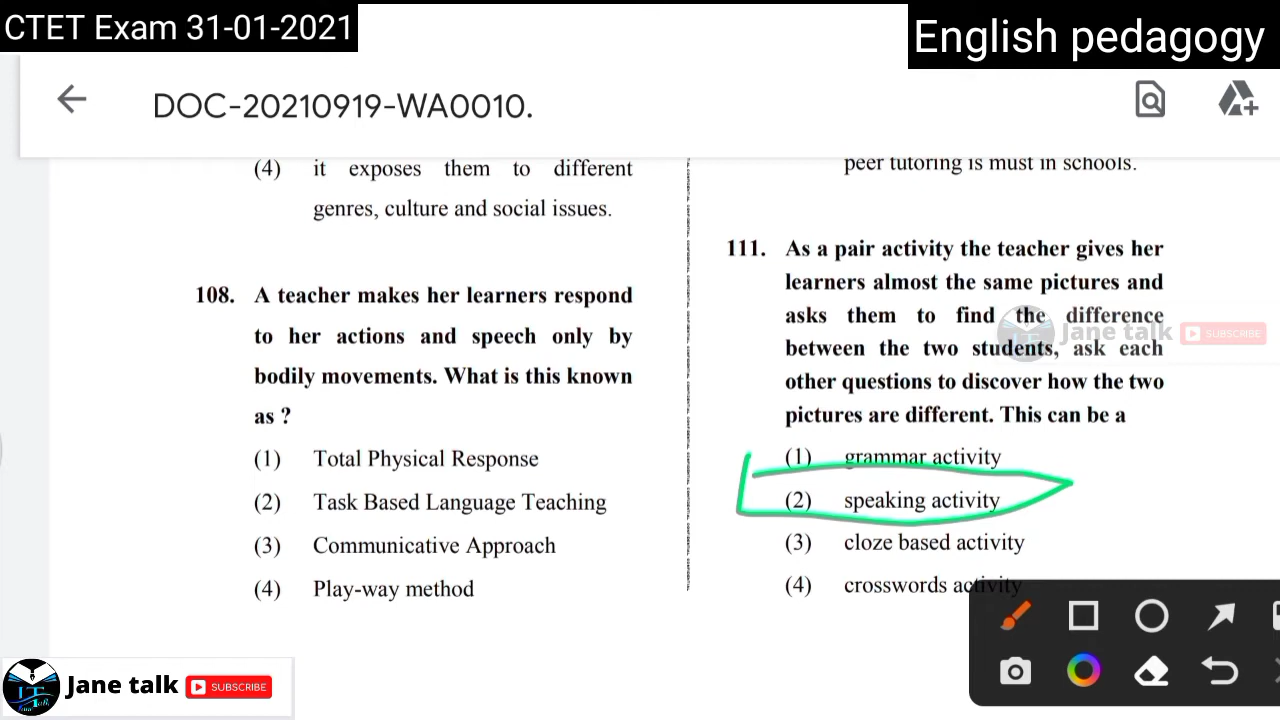 CTET Exam 31-01-2021
English pedagogy
DOC-20210919-WA0010.
(4) it exposes them to different
genres, culture and social issues.
108. A teacher makes her learners respond
to her actions and speech only by
bodily movements. What is this known
as ?
(1) Total Physical Response
(2) Task Based Language Teaching
(3) Communicative Approach
(4) Play-way method
peer tutoring is must in schools.
111. As a pair activity the teacher gives her
learners almost the same pictures and
asks them to find the difference
between the two students, ask each
other questions to discover how the two
pictures are different. This can be a
(1) grammar activity
(2) speaking activity
(3) cloze based activity
(4) crosswords activity
Jane talk SUBSCRIBE
Jane talk SUBSCRIBE